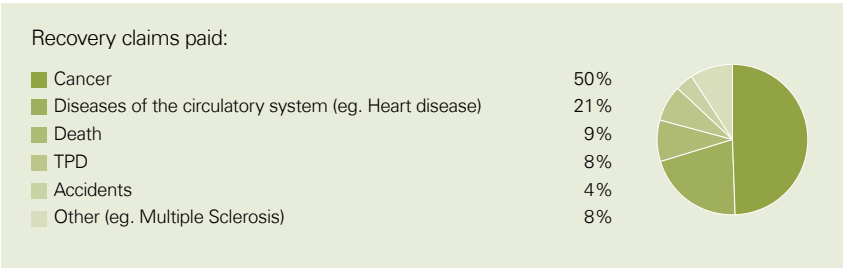 Recovery claims paid:
Cancer 50%
Diseases of the circulatory system (eg. Heart disease) 21%
Death 9%
TPD 8%
Accidents 4%
Other (eg. Multiple Sclerosis) 8%